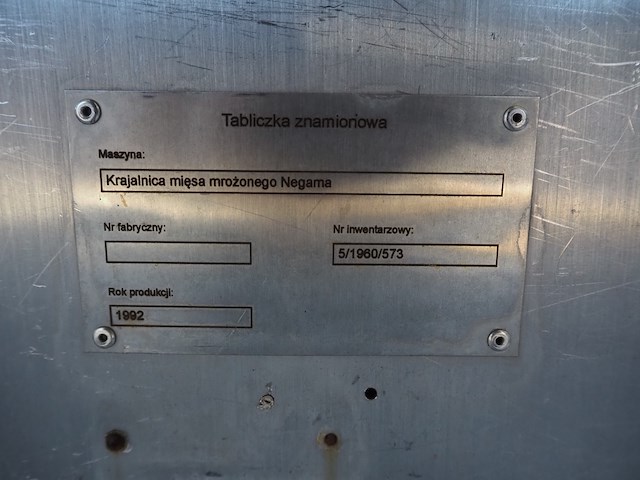 Tabliczka znamionowa
Maszyna:
Krajalnica mięsa mrożonego Negama
Nr fabryczny:
Nr inwentarzowy:
5/1960/573
Rok produkcji:
1992